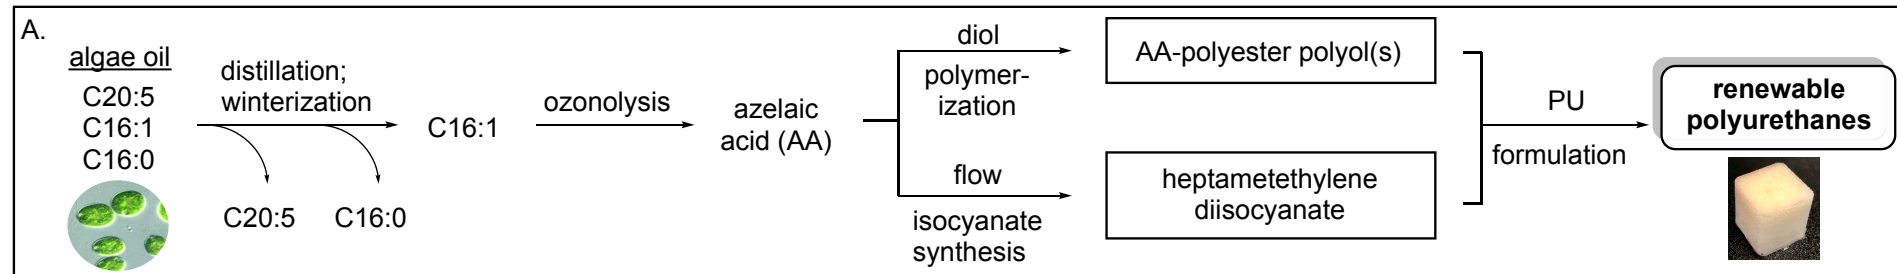 A.
algae oil
C20:5
C16:1
C16:0
distillation;
winterization
C20:5
C16:0
C16:1
ozonolysis
azelaic
acid (AA)
diol
polymer-
ization
AA-polyester polyol(s)
flow
isocyanate
synthesis
heptametethylene
diisocyanate
PU
formulation
renewable
polyurethanes